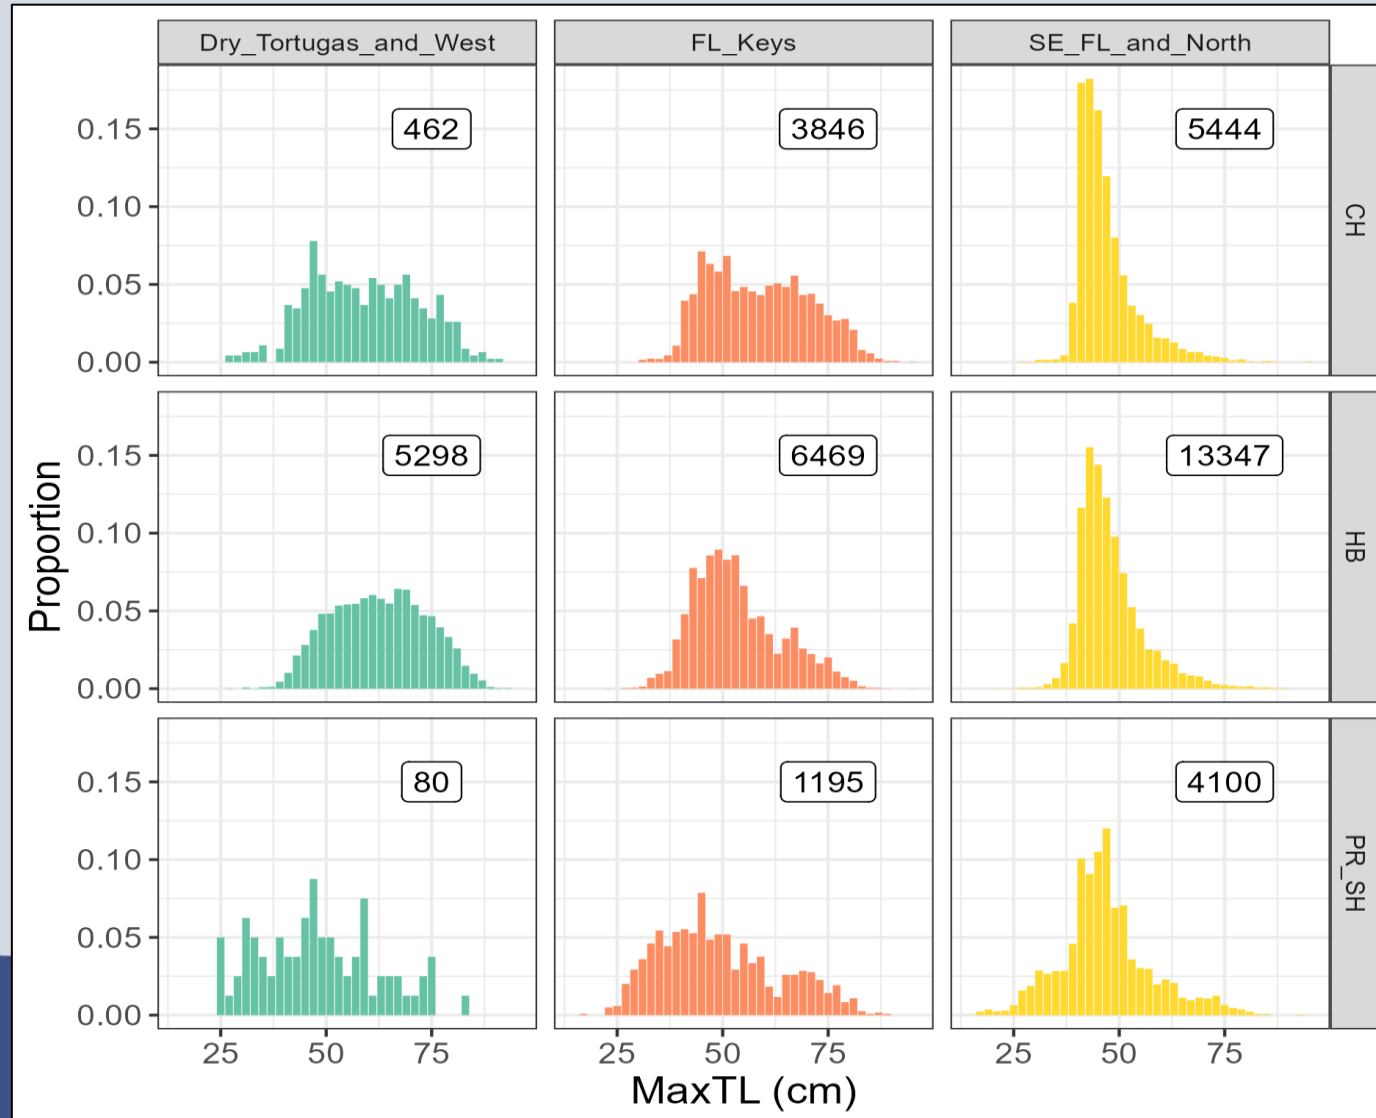 Dry_Tortugas_and_West FL_Keys SE_FL_and_North
0.15 462 3846 5444
0.10
0.05
0.00
CH
0.15 5298 6469 13347
0.10
0.05
0.00
HB
Proportion
0.15 80 1195 4100
0.10
0.05
0.00
PR_SH
25 50 75 25 50 75 25 50 75
MaxTL (cm)